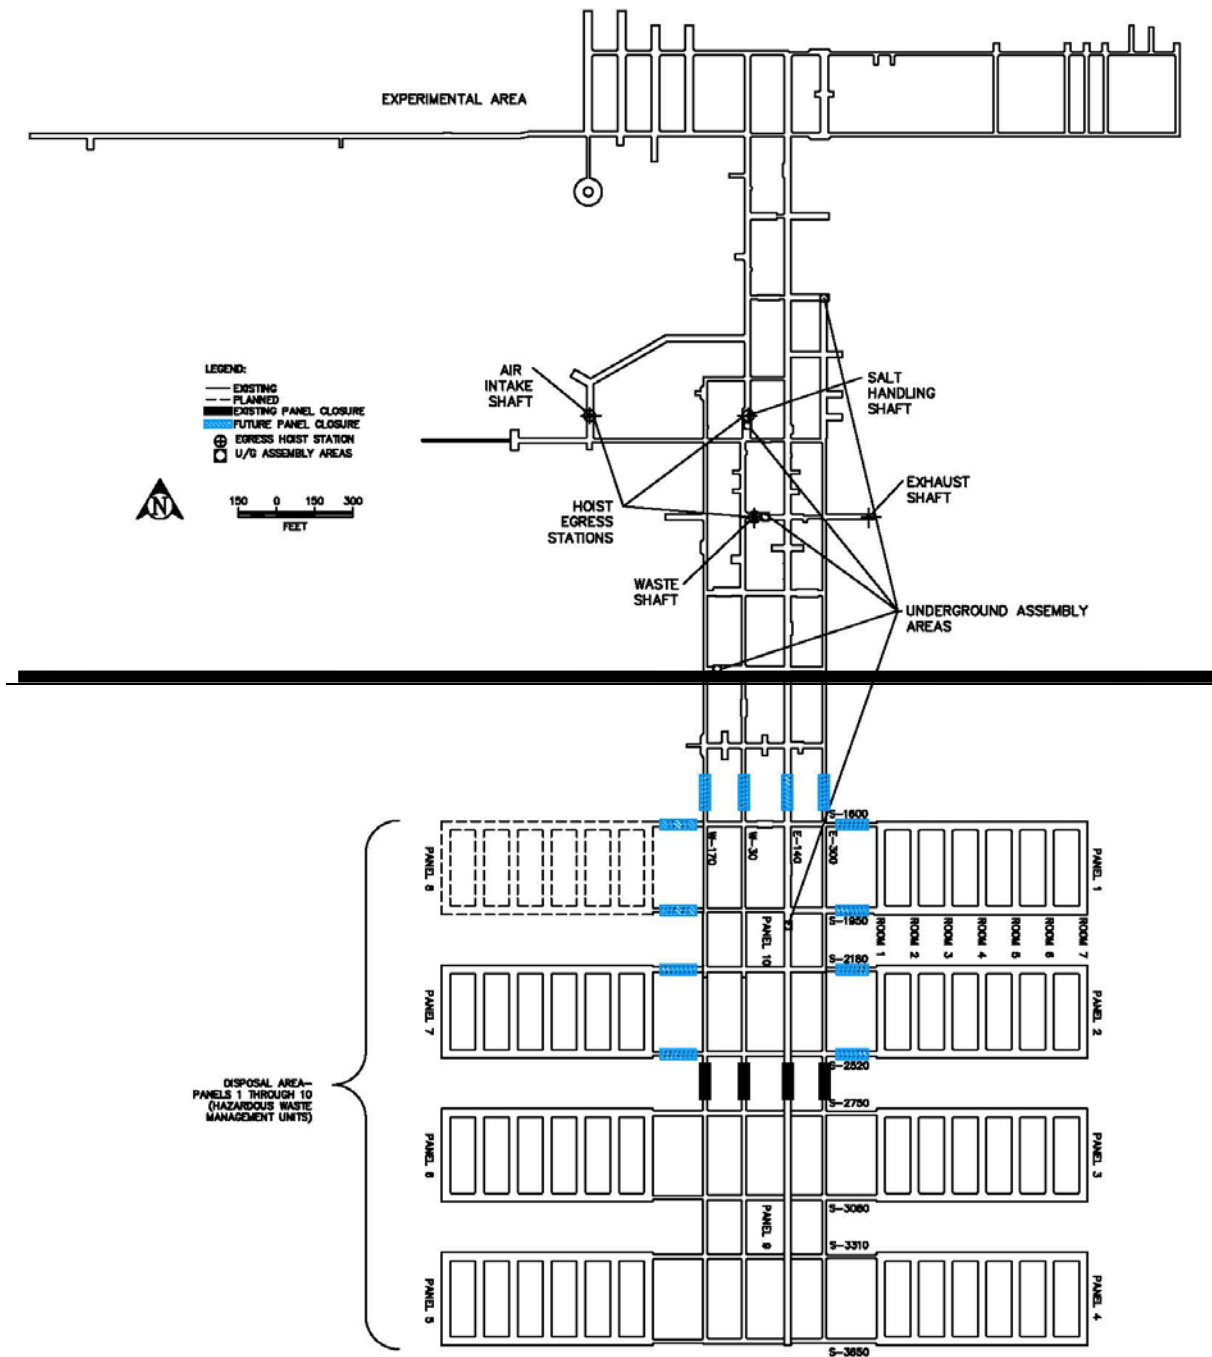 EXPERIMENTAL AREA
LEGEND:
EXISTING
PLANNED
EXISTING PANEL CLOSURE
FUTURE PANEL CLOSURE
EGRESS HOIST STATION
U/G ASSEMBLY AREAS
N
150 0 150 300
FEET
AIR
INTAKE
SHAFT
SALT
HANDLING
SHAFT
EXHAUST
SHAFT
HOIST
EGRESS
STATIONS
WASTE
SHAFT
UNDERGROUND ASSEMBLY
AREAS
S-1600
W-170
W-30
E-140
E-300
PANEL 8
PANEL 1
S-1950
PANEL 10
ROOM 1
ROOM 2
ROOM 3
ROOM 4
ROOM 5
ROOM 6
ROOM 7
S-2180
PANEL 7
PANEL 2
S-2520
S-2750
DISPOSAL AREA-
PANELS 1 THROUGH 10
(HAZARDOUS WASTE
MANAGEMENT UNITS)
PANEL 6
PANEL 3
S-3080
PANEL 9
S-3310
PANEL 5
PANEL 4
S-3650